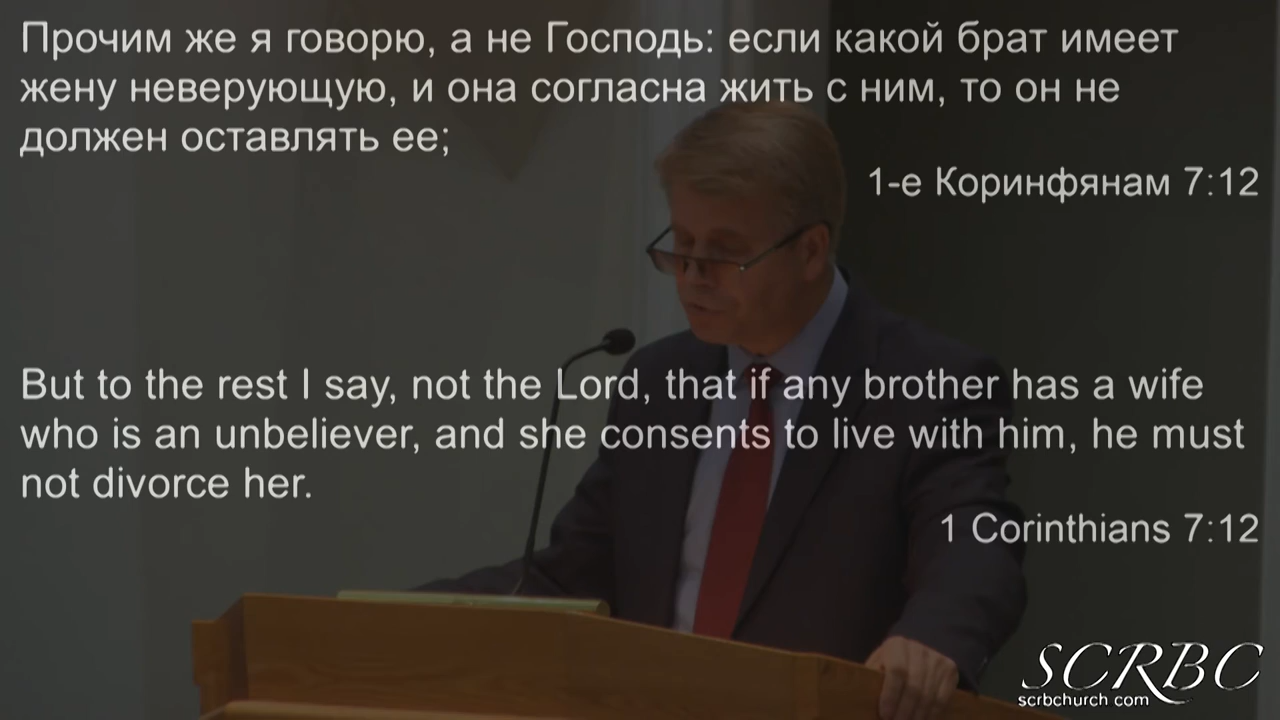 Прочим же я говорю, а не Господь: если какой брат имеет
жену неверующую, и она согласна жить с ним, то он не
должен оставлять ее;
1-е Коринфянам 7:12
But to the rest I say, not the Lord, that if any brother has a wife
who is an unbeliever, and she consents to live with him, he must
not divorce her.
1 Corinthians 7:12
SCRBC
scrbchurch com